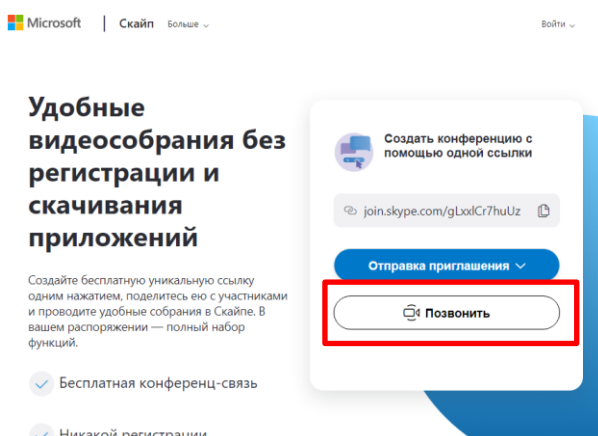 Microsoft Скайп Больше Войти
Удобные
видеособрания без
регистрации и
скачивания
приложений
Создайте бесплатную уникальную ссылку
одним нажатием, поделитесь ею с участниками
и проводите удобные собрания в Скайпе. В
вашем распоряжении — полный набор
функций.
Бесплатная конференц-связь
Никакой регистрации
Создать конференцию с
помощью одной ссылки
join.skype.com/gLxxlCr7huUz
Отправка приглашения
Позвонить